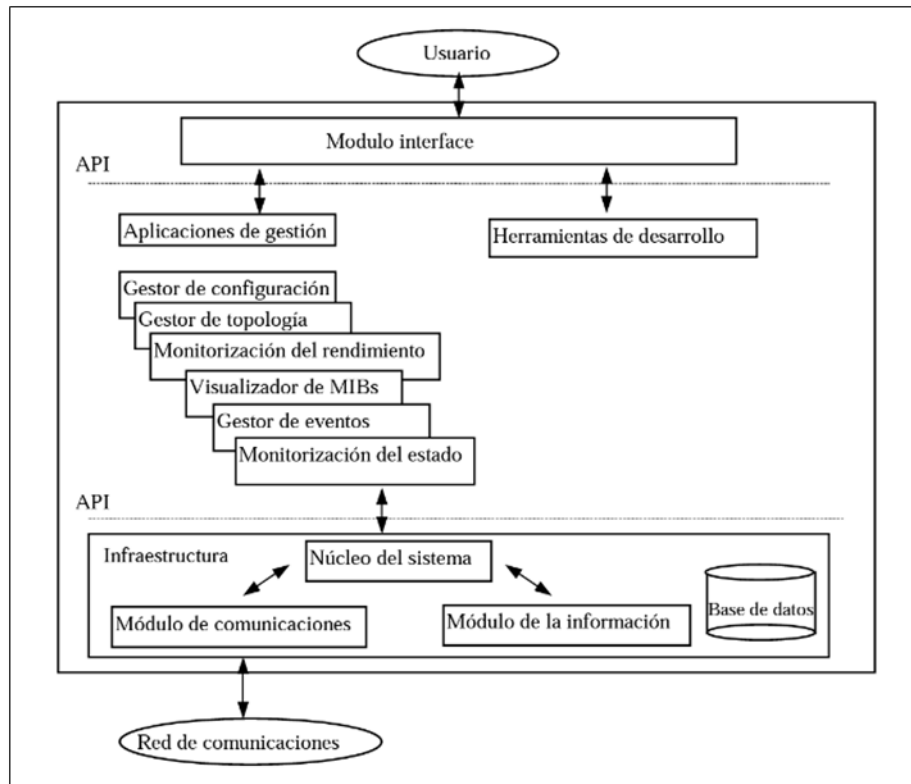 Usuario
Modulo interface
API
Aplicaciones de gestión
Herramientas de desarrollo
Gestor de configuración
Gestor de topología
Monitorización del rendimiento
Visualizador de MIBs
Gestor de eventos
Monitorización del estado
API
Infraestructura
Núcleo del sistema
Módulo de comunicaciones
Módulo de la información
Base de datos
Red de comunicaciones